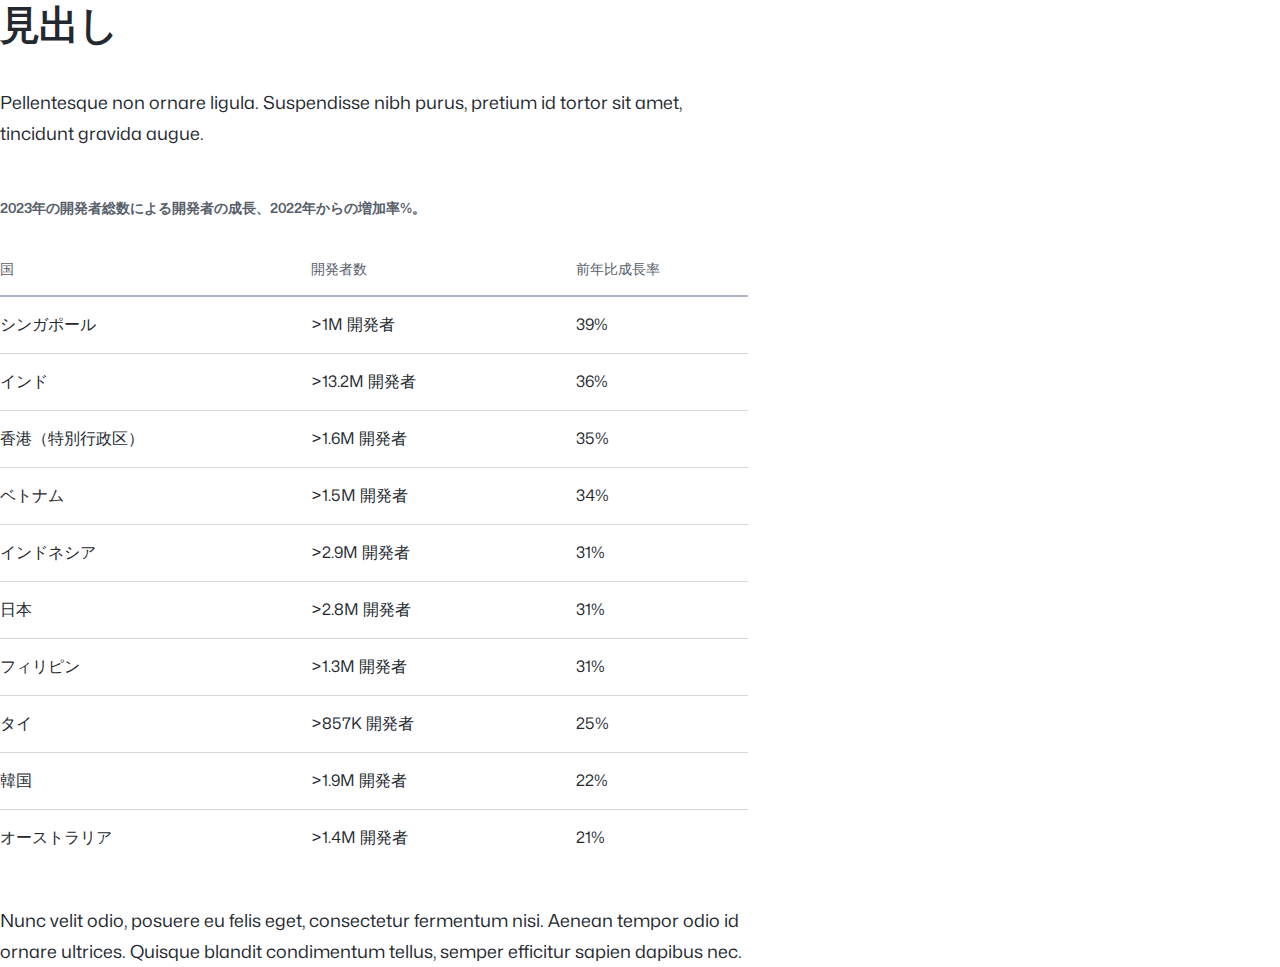 見出し
Pellentesque non ornare ligula. Suspendisse nibh purus, pretium id tortor sit amet,
tincidunt gravida augue.
2023年の開発者総数による開発者の成長、2022年からの増加率%。
国 開発者数 前年比成長率
シンガポール >1M 開発者 39%
インド >13.2M 開発者 36%
香港（特別行政区） >1.6M 開発者 35%
ベトナム >1.5M 開発者 34%
インドネシア >2.9M 開発者 31%
日本 >2.8M 開発者 31%
フィリピン >1.3M 開発者 31%
タイ >857K 開発者 25%
韓国 >1.9M 開発者 22%
オーストラリア >1.4M 開発者 21%
Nunc velit odio, posuere eu felis eget, consectetur fermentum nisi. Aenean tempor odio id
ornare ultrices. Quisque blandit condimentum tellus, semper efficitur sapien dapibus nec.